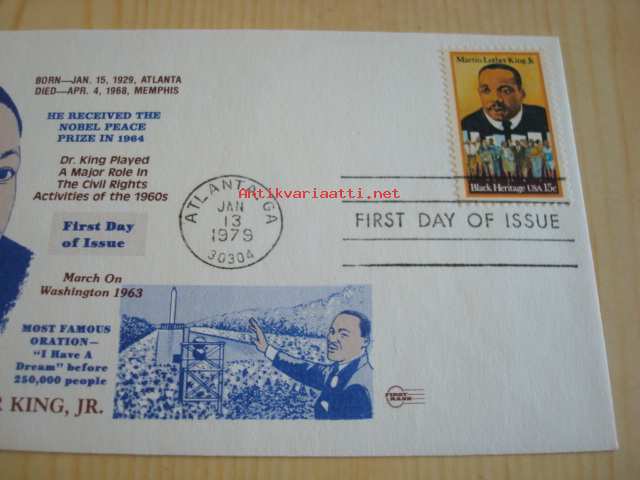 BORN—JAN. 15, 1929, ATLANTA
DIED—APR. 4, 1968, MEMPHIS
HE RECEIVED THE
NOBEL PEACE
PRIZE IN 1964
Dr. King Played
A Major Role In
The Civil Rights
Activities of the 1960s
First Day
of Issue
March On
Washington 1963
MOST FAMOUS
ORATION—
"I Have A
Dream" before
250,000 people
R KING, JR.
ATLANTA, GA
JAN
13
1979
30304
Antikvariaatti.net
Martin Luther King Jr.
Black Heritage USA 15c
FIRST DAY OF ISSUE
FIRST
RANK